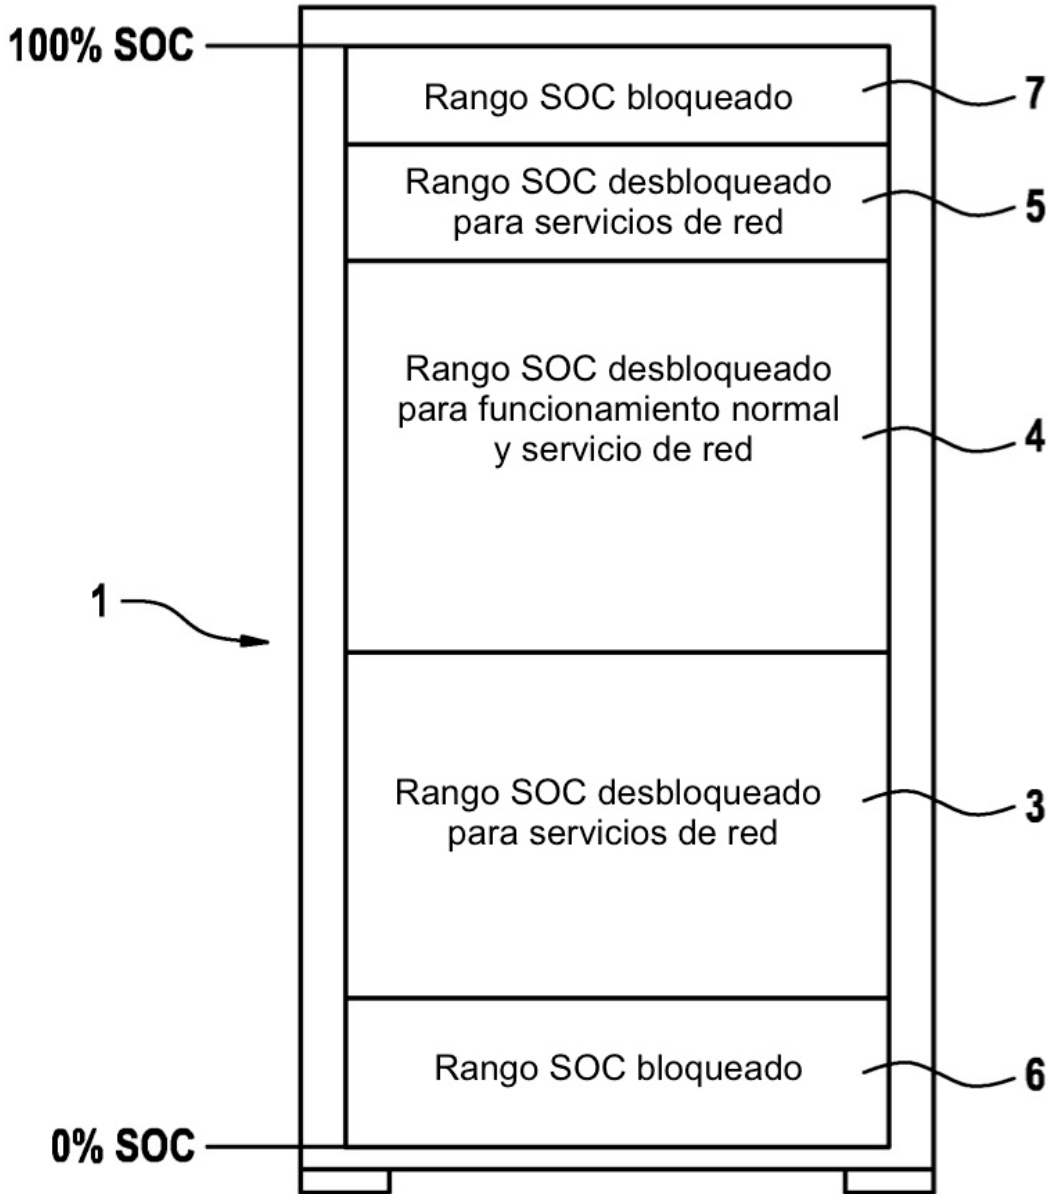 100% SOC
Rango SOC bloqueado
7
Rango SOC desbloqueado
para servicios de red
5
Rango SOC desbloqueado
para funcionamiento normal
y servicio de red
4
1
Rango SOC desbloqueado
para servicios de red
3
Rango SOC bloqueado
6
0% SOC